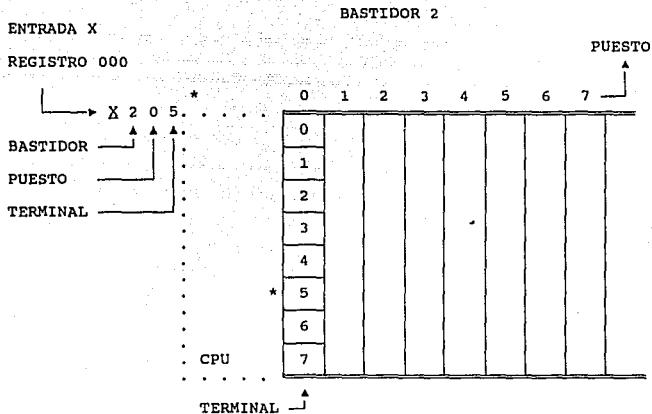 BASTIDOR 2
ENTRADA X
PUESTO
REGISTRO 000
* 0 1 2 3 4 5 6 7
X 2 0 5
0
BASTIDOR
1
PUESTO
2
TERMINAL
3
4
* 5
6
CPU 7
TERMINAL